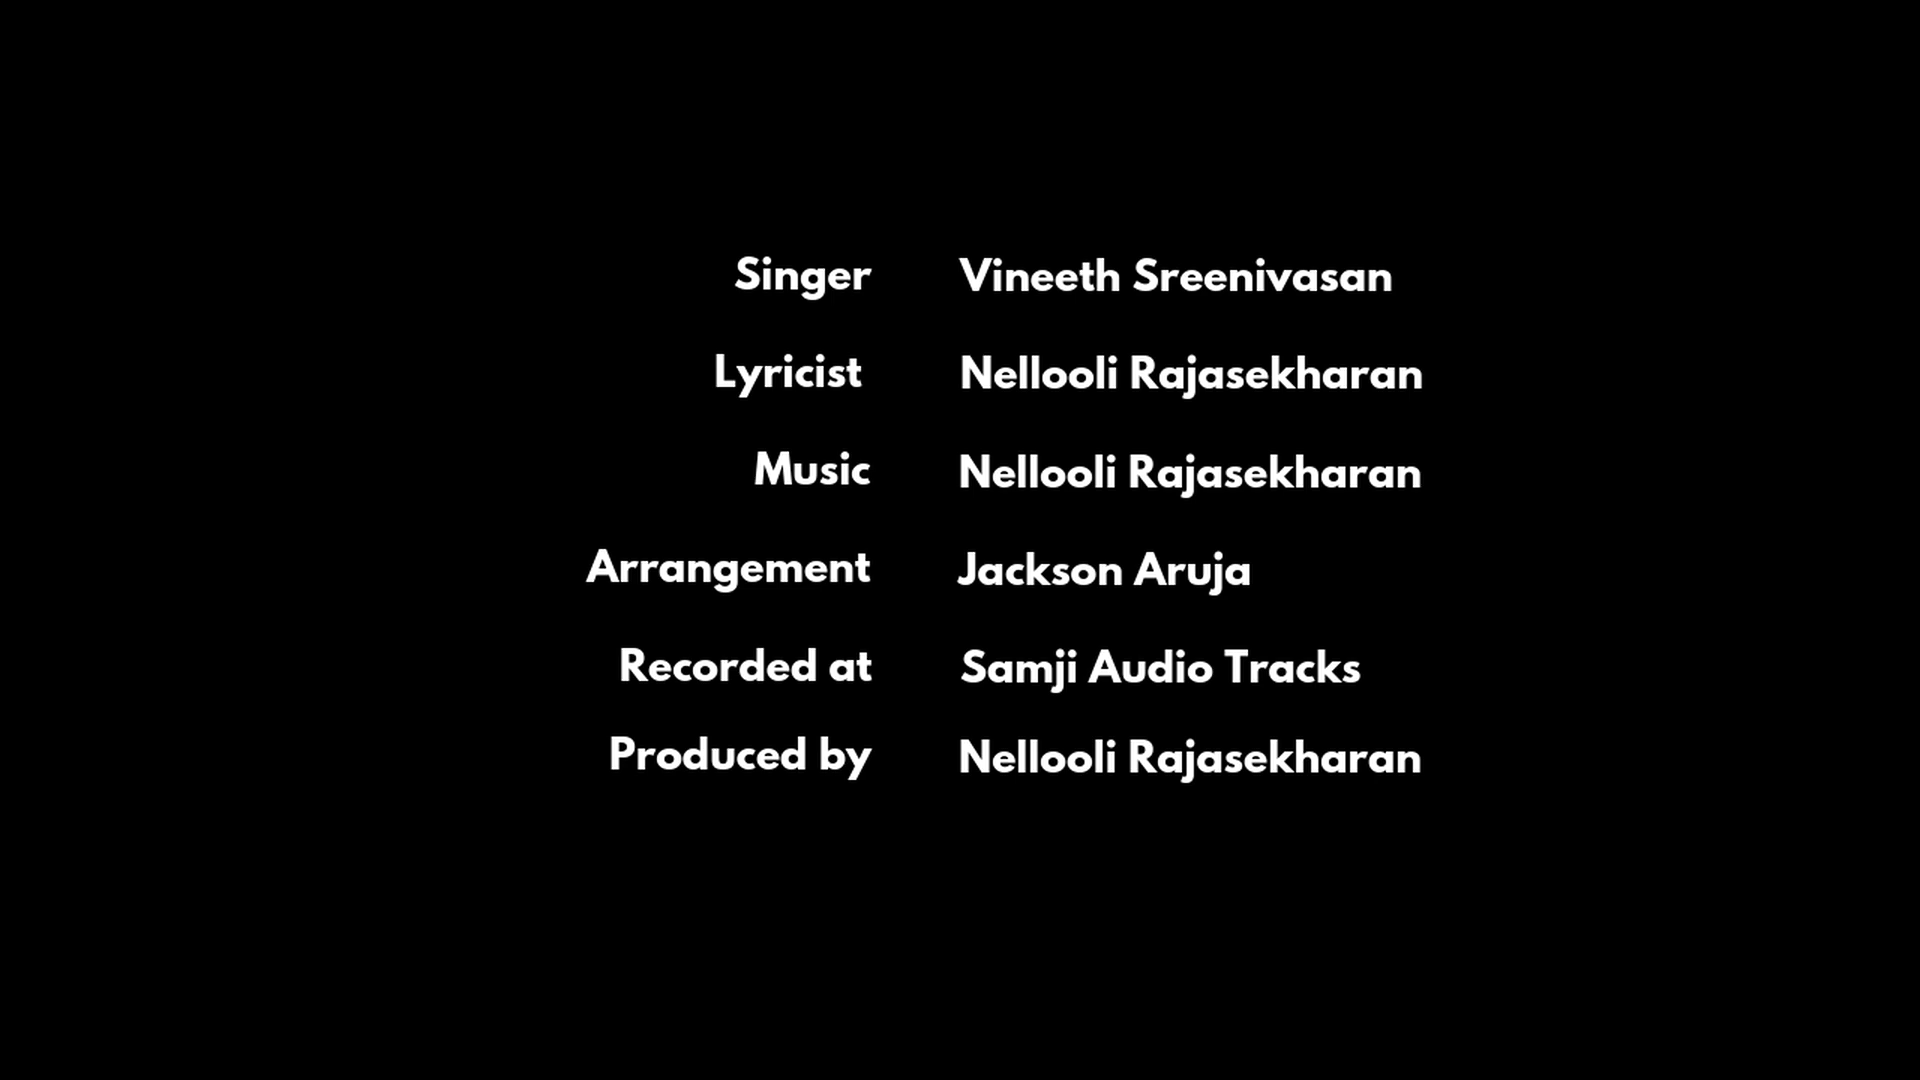 Singer Vineeth Sreenivasan
Lyricist Nellooli Rajasekharan
Music Nellooli Rajasekharan
Arrangement Jackson Aruja
Recorded at Samji Audio Tracks
Produced by Nellooli Rajasekharan